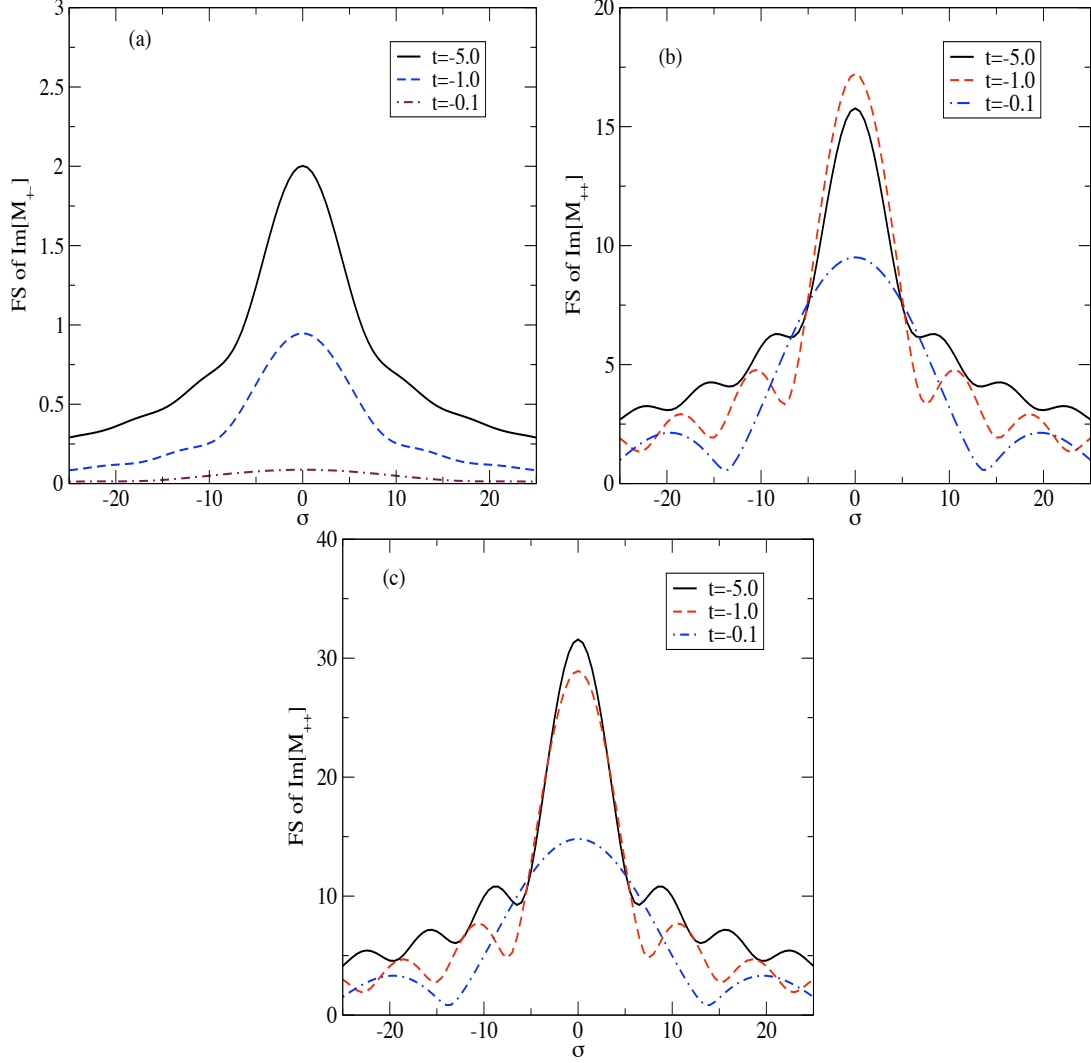 (a)
t=-5.0
t=-1.0
t=-0.1
FS of Im[M+-]
3
2.5
2
1.5
1
0.5
0
-20 -10 0 10 20
σ
(b)
t=-5.0
t=-1.0
t=-0.1
FS of Im[M++]
20
15
10
5
0
-20 -10 0 10 20
σ
(c)
t=-5.0
t=-1.0
t=-0.1
FS of Im[M++]
40
30
20
10
0
-20 -10 0 10 20
σ